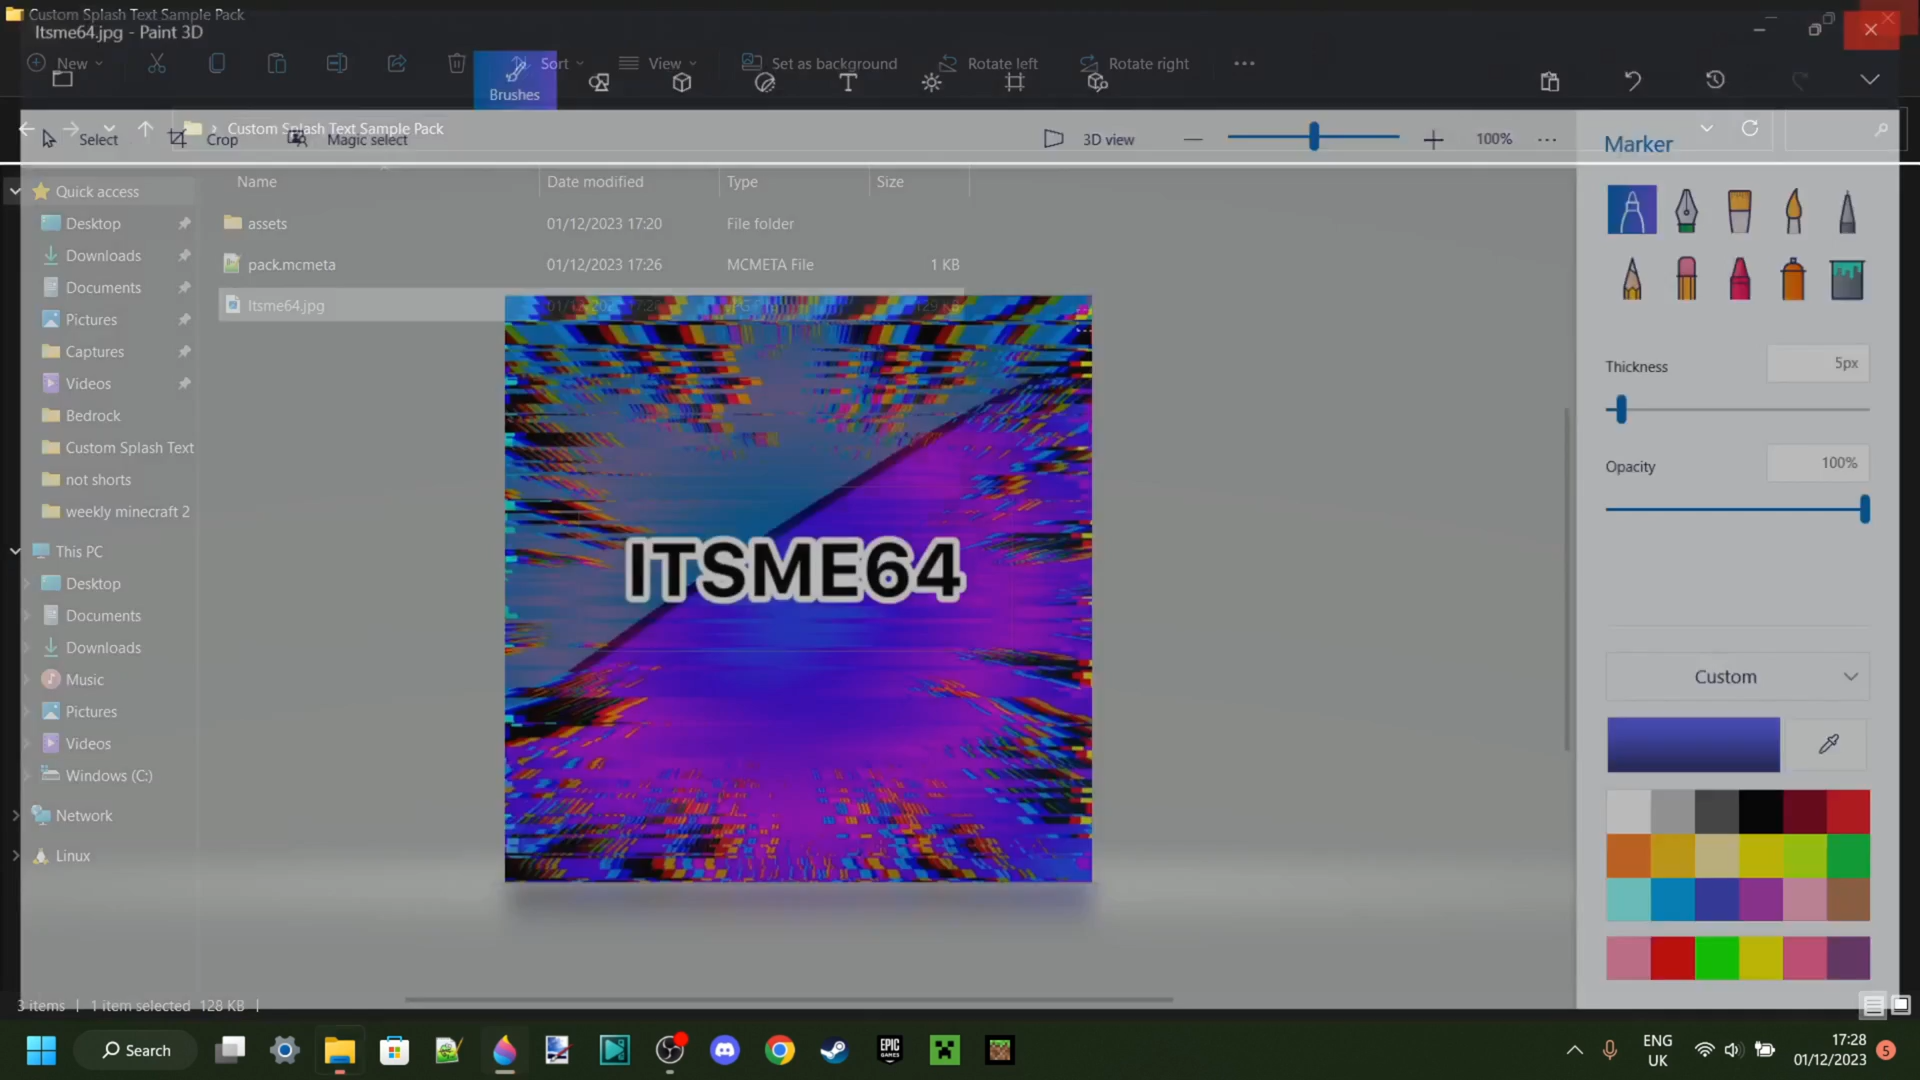 Custom Splash Text Sample Pack
Itsme64.jpg - Paint 3D
New
Sort
View
Set as background
Rotate left
Rotate right
Brushes
Custom Splash Text Sample Pack
Select
Crop
Magic select
3D view
100%
Marker
Name
Date modified
Type
Size
Quick access
assets
01/12/2023 17:20
File folder
pack.mcmeta
01/12/2023 17:26
MCMETA File
1 KB
Itsme64.jpg
Desktop
Downloads
Documents
Pictures
Captures
Videos
Bedrock
Custom Splash Text
not shorts
weekly minecraft 2
This PC
Desktop
Documents
Downloads
Music
Pictures
Videos
Windows (C:)
Network
Linux
ITSME64
Thickness
5px
Opacity
100%
Custom
3 items
1 item selected 128 KB
Search
EPIC
GAMES
ENG
UK
17:28
01/12/2023
5